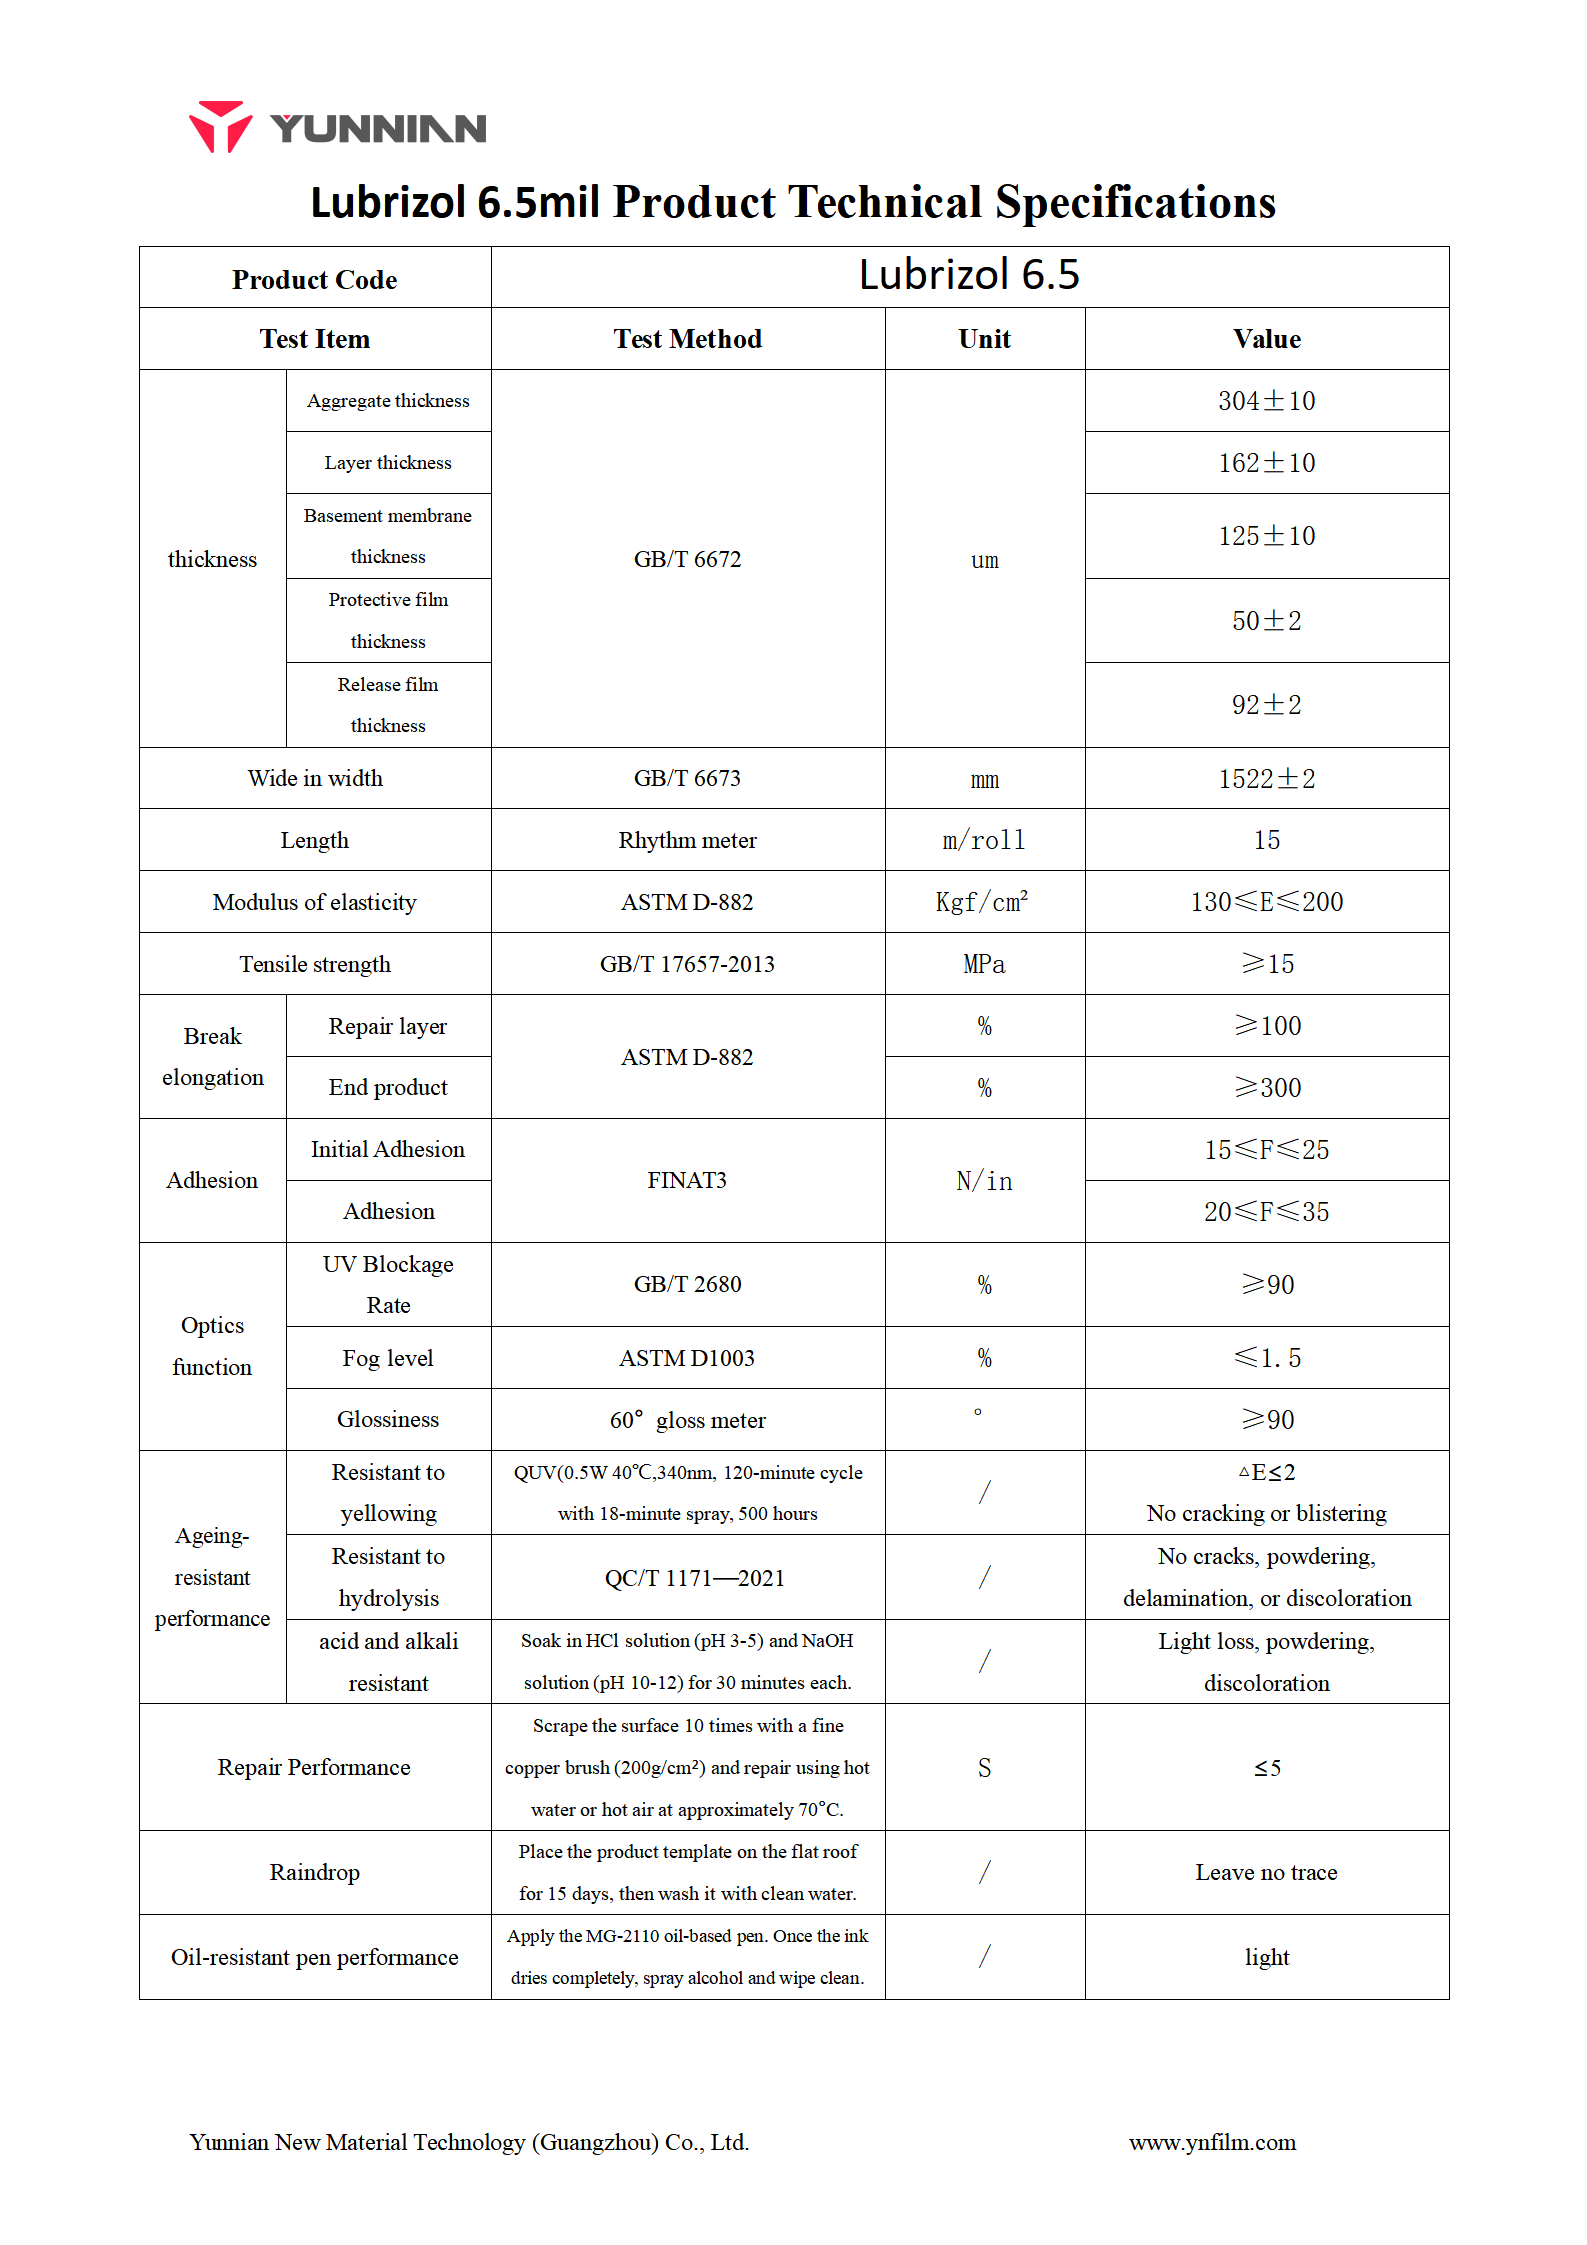 YUNNIAN
Lubrizol 6.5mil Product Technical Specifications
Product Code
Lubrizol 6.5
Test Item
Test Method
Unit
Value
thickness
Aggregate thickness
GB/T 6672
um
304±10
Layer thickness
162±10
Basement membrane
thickness
125±10
Protective film
thickness
50±2
Release film
thickness
92±2
Wide in width
GB/T 6673
mm
1522±2
Length
Rhythm meter
m/roll
15
Modulus of elasticity
ASTM D-882
Kgf/cm²
130≤E≤200
Tensile strength
GB/T 17657-2013
MPa
≥15
Break
elongation
Repair layer
ASTM D-882
%
≥100
End product
%
≥300
Adhesion
Initial Adhesion
FINAT3
N/in
15≤F≤25
Adhesion
20≤F≤35
Optics
function
UV Blockage
Rate
GB/T 2680
%
≥90
Fog level
ASTM D1003
%
≤1.5
Glossiness
60° gloss meter
°
≥90
Ageing-
resistant
performance
Resistant to
yellowing
QUV(0.5W 40℃,340nm, 120-minute cycle
with 18-minute spray, 500 hours
/
△E≤2
No cracking or blistering
Resistant to
hydrolysis
QC/T 1171—2021
/
No cracks, powdering,
delamination, or discoloration
acid and alkali
resistant
Soak in HCl solution (pH 3-5) and NaOH
solution (pH 10-12) for 30 minutes each.
/
Light loss, powdering,
discoloration
Repair Performance
Scrape the surface 10 times with a fine
copper brush (200g/cm²) and repair using hot
water or hot air at approximately 70°C.
S
≤5
Raindrop
Place the product template on the flat roof
for 15 days, then wash it with clean water.
/
Leave no trace
Oil-resistant pen performance
Apply the MG-2110 oil-based pen. Once the ink
dries completely, spray alcohol and wipe clean.
/
light
Yunnian New Material Technology (Guangzhou) Co., Ltd.
www.ynfilm.com